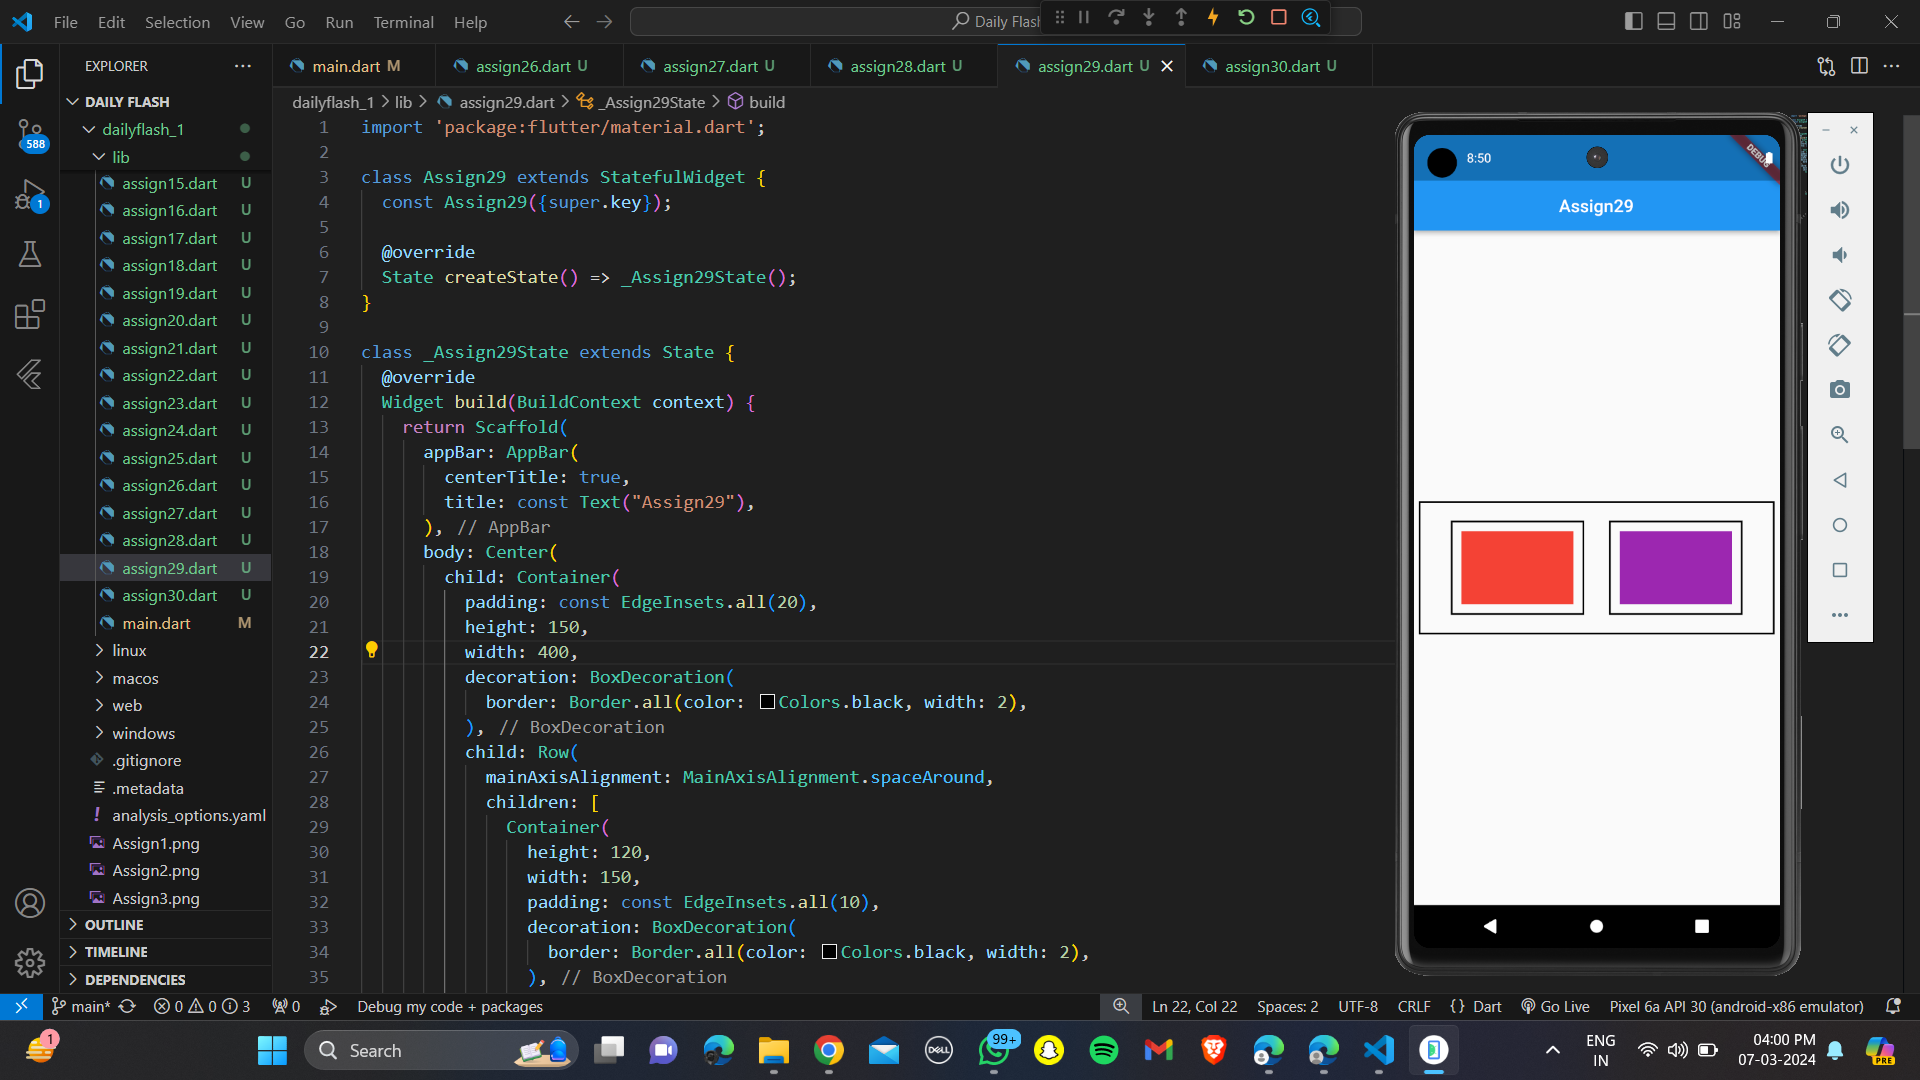 File Edit Selection View Go Run Terminal Help
Daily Flash
EXPLORER
main.dart M
assign26.dart U
assign27.dart U
assign28.dart U
assign29.dart U
assign30.dart U
DAILY FLASH
dailyflash_1
lib
assign15.dart U
assign16.dart U
assign17.dart U
assign18.dart U
assign19.dart U
assign20.dart U
assign21.dart U
assign22.dart U
assign23.dart U
assign24.dart U
assign25.dart U
assign26.dart U
assign27.dart U
assign28.dart U
assign29.dart U
assign30.dart U
main.dart M
linux
macos
web
windows
.gitignore
.metadata
analysis_options.yaml
Assign1.png
Assign2.png
Assign3.png
OUTLINE
TIMELINE
DEPENDENCIES
588
1
dailyflash_1 > lib > assign29.dart > _Assign29State > build
1 import 'package:flutter/material.dart';
2
3 class Assign29 extends StatefulWidget {
4 const Assign29({super.key});
5
6 @override
7 State createState() => _Assign29State();
8 }
9
10 class _Assign29State extends State {
11 @override
12 Widget build(BuildContext context) {
13 return Scaffold(
14 appBar: AppBar(
15 centerTitle: true,
16 title: const Text("Assign29"),
17 ), // AppBar
18 body: Center(
19 child: Container(
20 padding: const EdgeInsets.all(20),
21 height: 150,
22 width: 400,
23 decoration: BoxDecoration(
24 border: Border.all(color: Colors.black, width: 2),
25 ), // BoxDecoration
26 child: Row(
27 mainAxisAlignment: MainAxisAlignment.spaceAround,
28 children: [
29 Container(
30 height: 120,
31 width: 150,
32 padding: const EdgeInsets.all(10),
33 decoration: BoxDecoration(
34 border: Border.all(color: Colors.black, width: 2),
35 ), // BoxDecoration
8:50
DEBUG
Assign29
main* 0 0 3 0 Debug my code + packages
Ln 22, Col 22 Spaces: 2 UTF-8 CRLF {} Dart Go Live Pixel 6a API 30 (android-x86 emulator)
1
Search
DELL
99+
ENG
IN
04:00 PM
07-03-2024
PRE